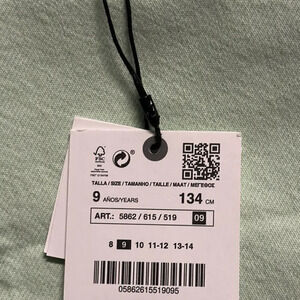 FSC
TALLA / SIZE / TAMANHO / TAILLE / MAAT / ΜΕΓΕΘΟΣ
9 AÑOS/YEARS 134 CM
ART.: 5862 / 615 / 519 09
8 9 10 11-12 13-14
05862615519095